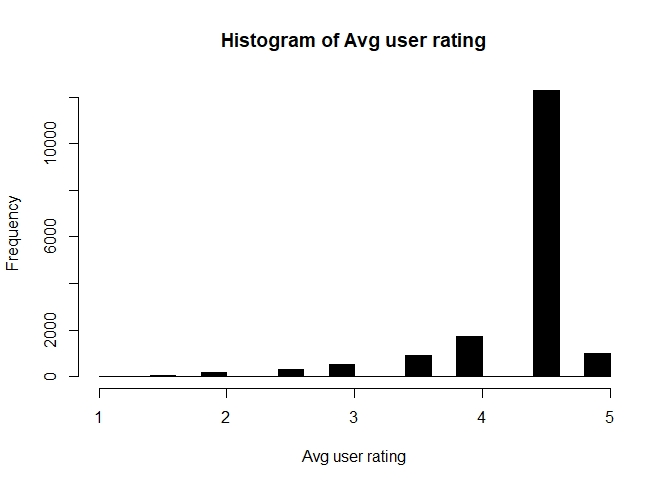 Histogram of Avg user rating
Frequency
10000
6000
2000
0
1 2 3 4 5
Avg user rating